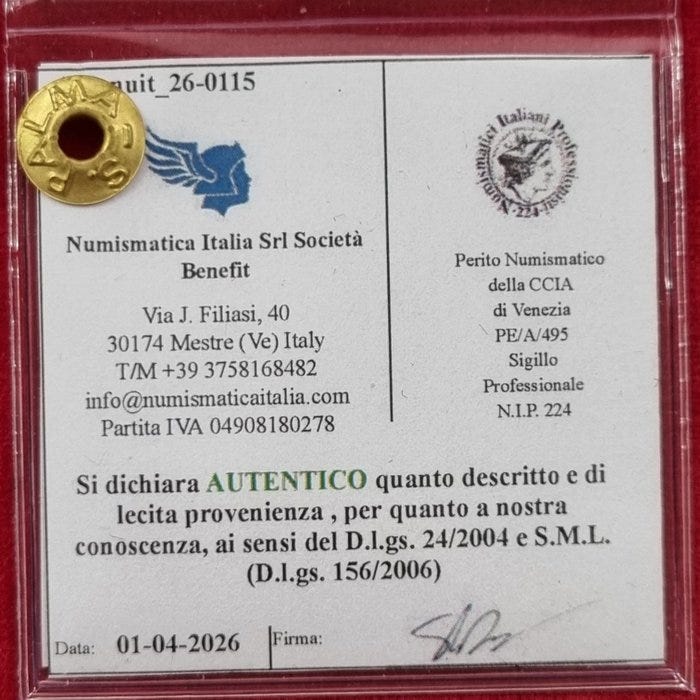 PALMA S.E.
nuit_26-0115
Numismatica Italia Srl Società
Benefit
Via J. Filiasi, 40
30174 Mestre (Ve) Italy
T/M +39 3758168482
info@numismaticaitalia.com
Partita IVA 04908180278
Numismatici Italiani Professionisti
·224·
Perito Numismatico
della CCIA
di Venezia
PE/A/495
Sigillo
Professionale
N.I.P. 224
Si dichiara AUTENTICO quanto descritto e di
lecita provenienza , per quanto a nostra
conoscenza, ai sensi del D.l.gs. 24/2004 e S.M.L.
(D.l.gs. 156/2006)
Data: 01-04-2026
Firma: